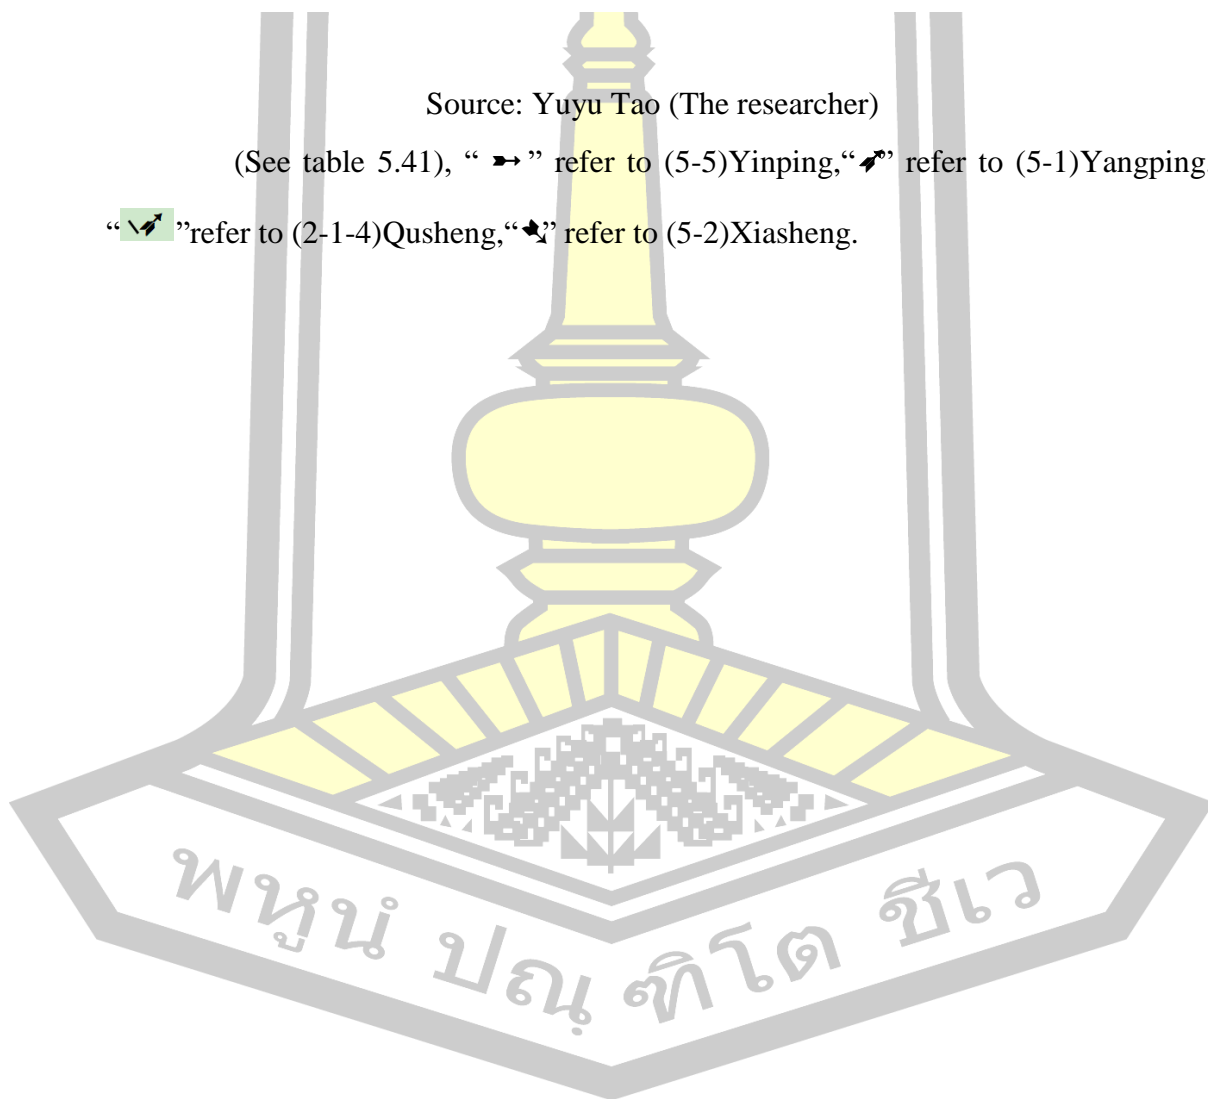 Source: Yuyu Tao (The researcher)
(See table 5.41), “ ➳ ” refer to (5-5)Yinping,“➶” refer to (5-1)Yangping,
“ \➶ ”refer to (2-1-4)Qusheng,“➴” refer to (5-2)Xiasheng.
พหูนํ ปณฺฑิโต ชีเว